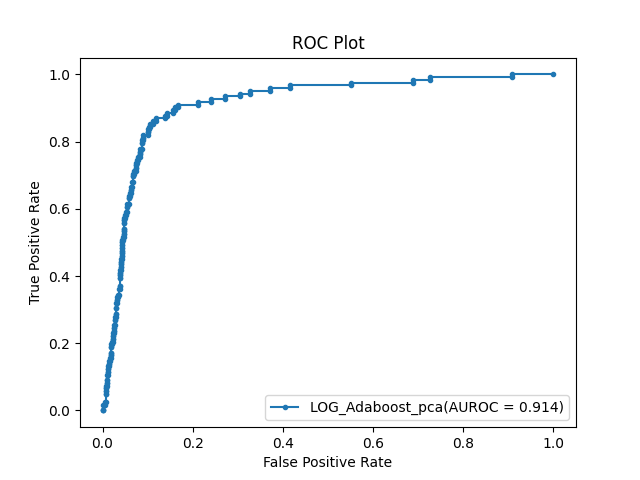 ROC Plot
1.0
0.8
0.6
0.4
0.2
0.0
True Positive Rate
LOG_Adaboost_pca(AUROC = 0.914)
0.0 0.2 0.4 0.6 0.8 1.0
False Positive Rate